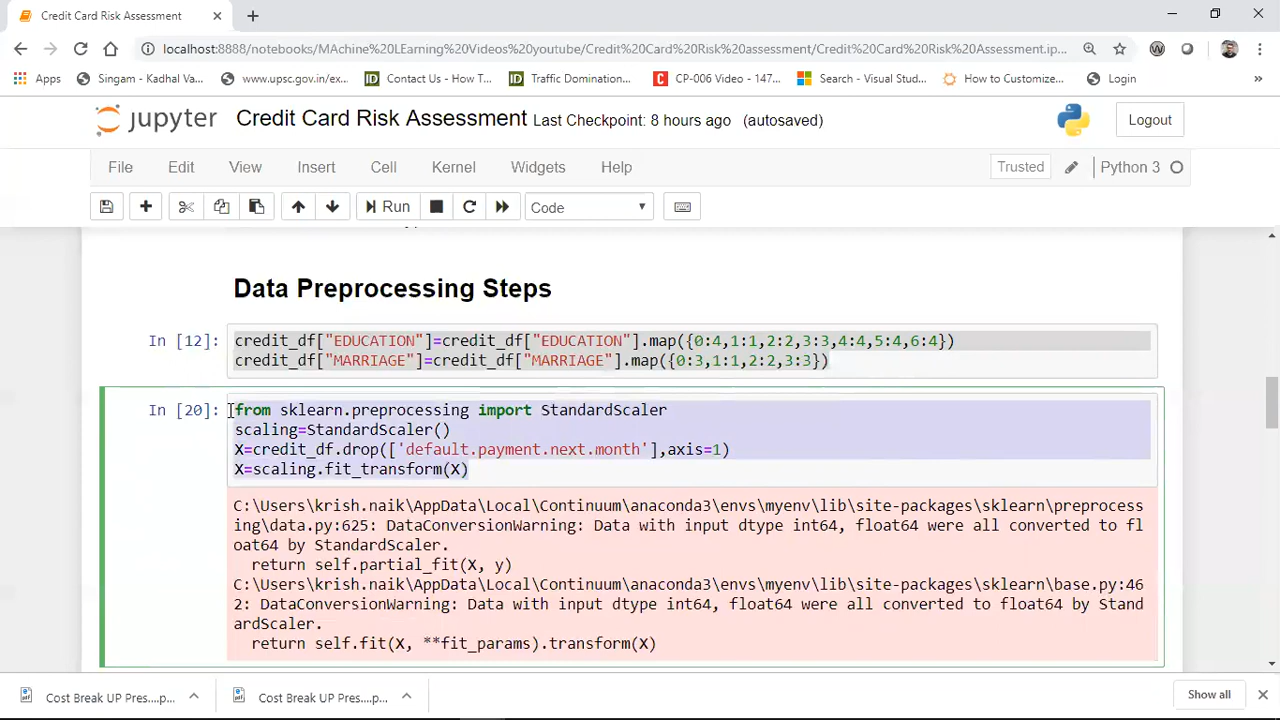 Credit Card Risk Assessment
localhost:8888/notebooks/MAchine%20LEarning%20Videos%20youtube/Credit%20Card%20Risk%20assessment/Credit%20Card%20Risk%20Assessment.ip...
Apps Singam - Kadhal Va... www.upsc.gov.in/ex... Contact Us - How T... Traffic Domination... CP-006 Video - 147... Search - Visual Stud... How to Customize... Login »
jupyter Credit Card Risk Assessment Last Checkpoint: 8 hours ago (autosaved) Logout
File Edit View Insert Cell Kernel Widgets Help Trusted Python 3
Run Code
Data Preprocessing Steps
In [12]: credit_df["EDUCATION"]=credit_df["EDUCATION"].map({0:4,1:1,2:2,3:3,4:4,5:4,6:4})
credit_df["MARRIAGE"]=credit_df["MARRIAGE"].map({0:3,1:1,2:2,3:3})
In [20]: from sklearn.preprocessing import StandardScaler
scaling=StandardScaler()
X=credit_df.drop(['default.payment.next.month'],axis=1)
X=scaling.fit_transform(X)
C:\Users\krish.naik\AppData\Local\Continuum\anaconda3\envs\myenv\lib\site-packages\sklearn\preprocess
ing\data.py:625: DataConversionWarning: Data with input dtype int64, float64 were all converted to fl
oat64 by StandardScaler.
return self.partial_fit(X, y)
C:\Users\krish.naik\AppData\Local\Continuum\anaconda3\envs\myenv\lib\site-packages\sklearn\base.py:46
2: DataConversionWarning: Data with input dtype int64, float64 were all converted to float64 by Stand
ardScaler.
return self.fit(X, **fit_params).transform(X)
Cost Break UP Pres....p... Cost Break UP Pres....p... Show all